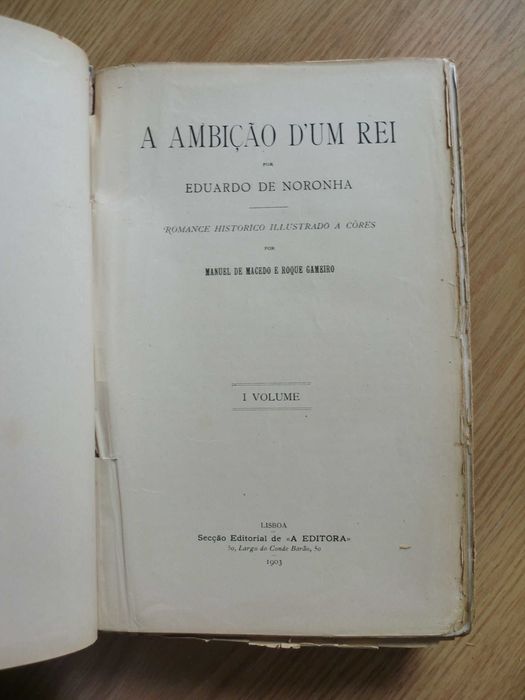 A AMBIÇÃO D'UM REI
POR
EDUARDO DE NORONHA
ROMANCE HISTORICO ILLUSTRADO A CÔRES
POR
MANUEL DE MACEDO E ROQUE GAMEIRO
I VOLUME
LISBOA
Secção Editorial de «A EDITORA»
50, Largo do Conde Barão, 50
1903